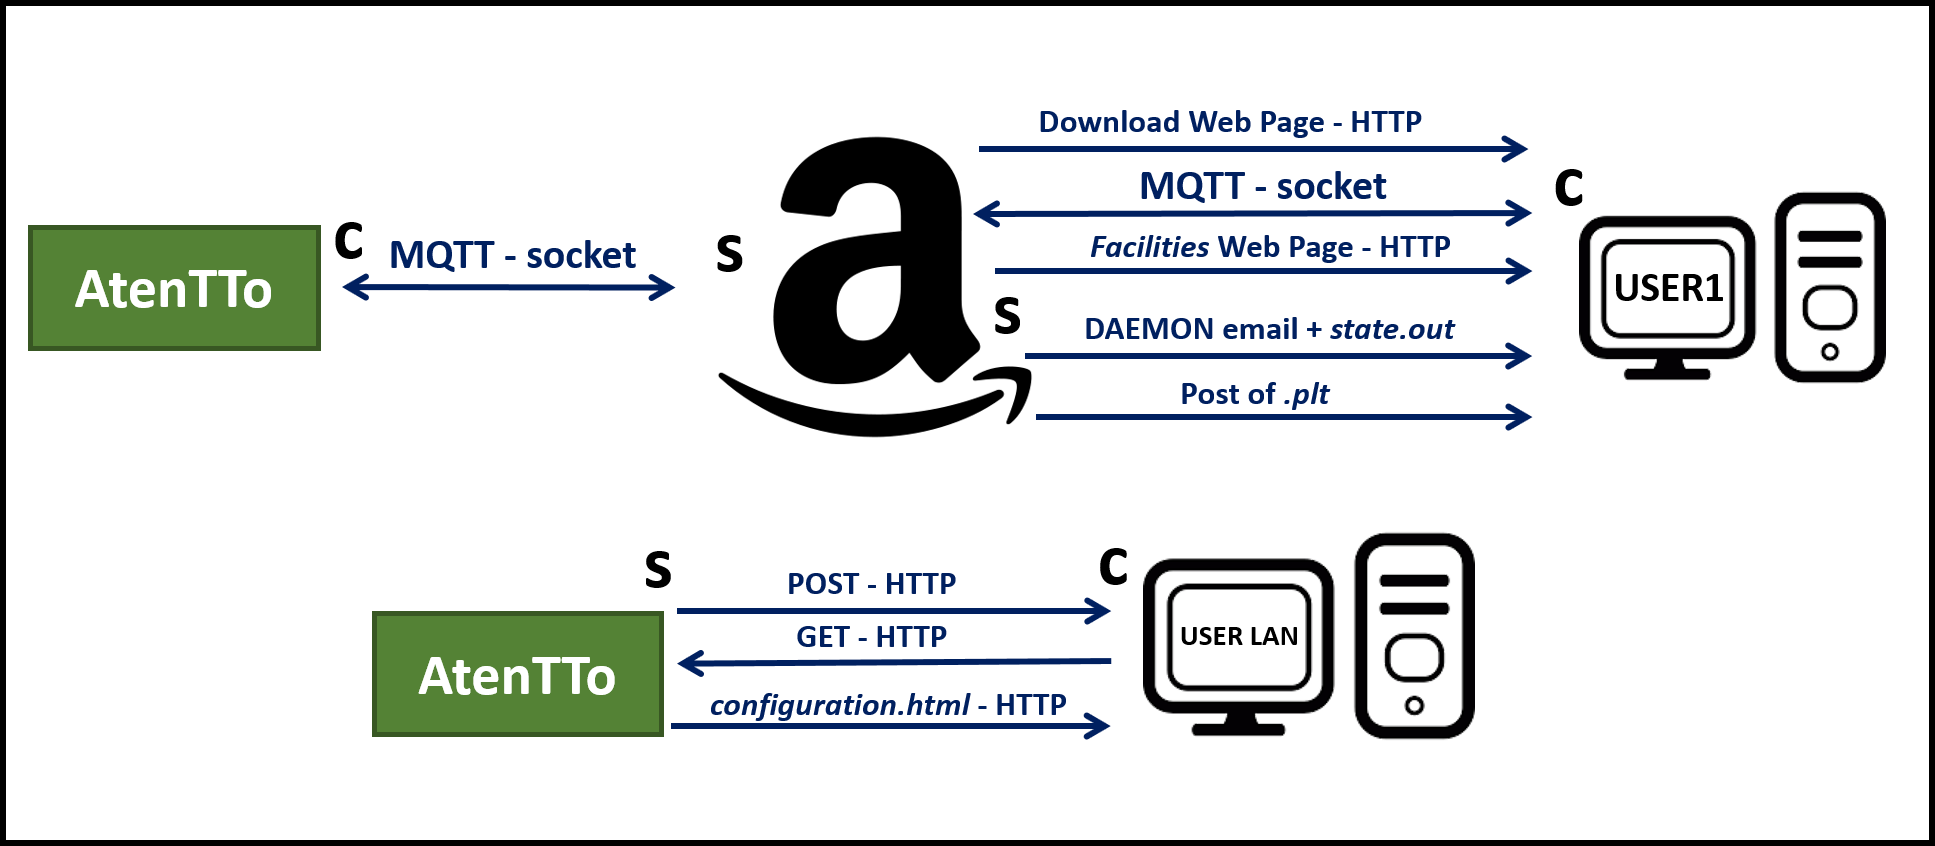 Download Web Page - HTTP
MQTT - socket
C
C
MQTT - socket
S
Facilities Web Page - HTTP
AtenTTo
USER1
S
DAEMON email + state.out
Post of .plt
S
POST - HTTP
C
GET - HTTP
USER LAN
AtenTTo
configuration.html - HTTP